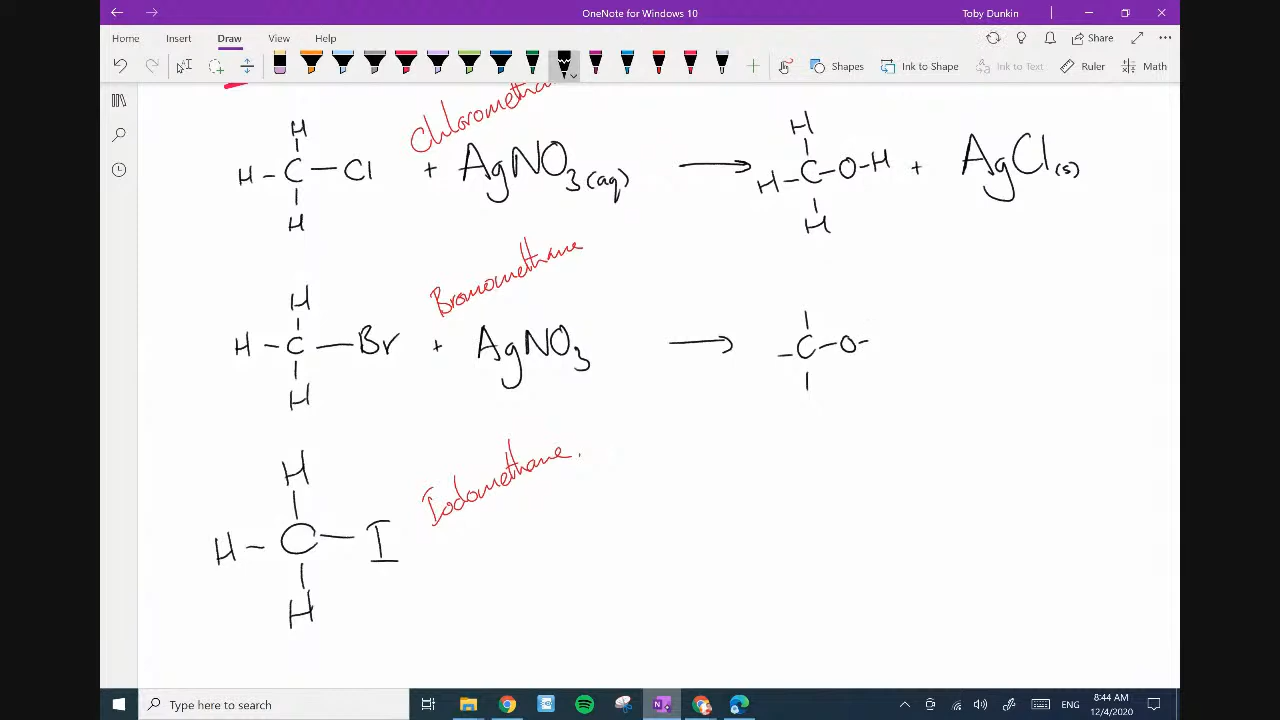 OneNote for Windows 10
Toby Dunkin
Home Insert Draw View Help
Share
Shapes Ink to Shape Ink to Text Ruler Math
Chlorometha
H
H - C - Cl + AgNO3(aq) → H - C - O - H + AgCl(s)
H
H
H
Bromomethane
H
H - C - Br + AgNO3 → - C - O -
H
Iodomethane.
H
H - C - I
H
Type here to search
8:44 AM
12/4/2020